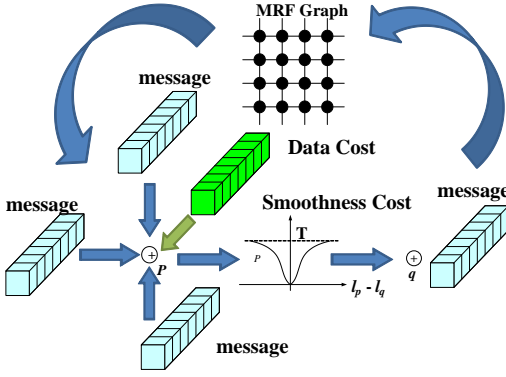 MRF Graph
message
Data Cost
message
Smoothness Cost
message
T
P
P
q
l_p - l_q
message